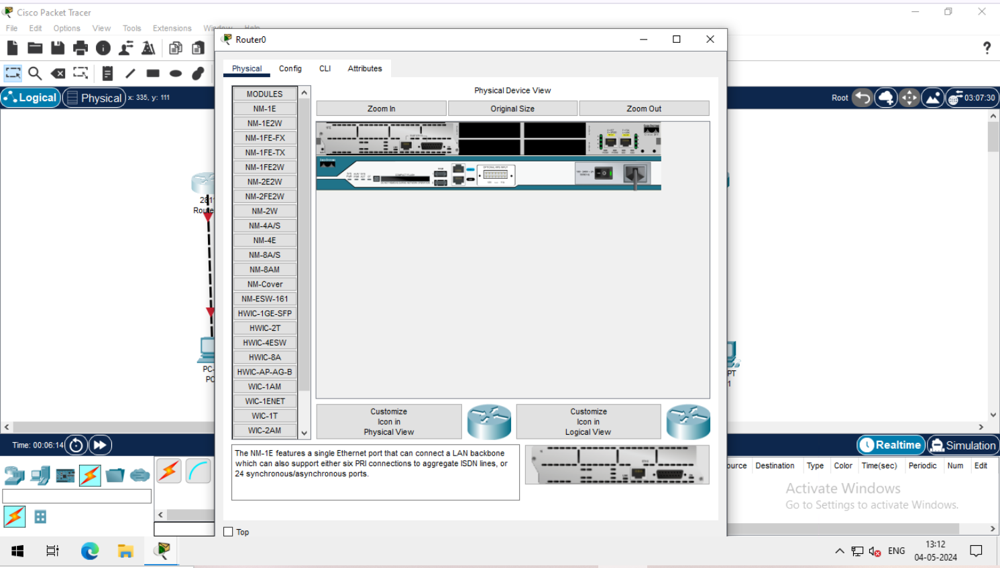 Cisco Packet Tracer
File Edit Options View Tools Extensions Window Help
Router0
Physical Config CLI Attributes
Logical Physical x: 335, y: 111
Root 03:07:30
MODULES
NM-1E
NM-1E2W
NM-1FE-FX
NM-1FE-TX
NM-1FE2W
NM-2E2W
NM-2FE2W
NM-2W
NM-4A/S
NM-4E
NM-8A/S
NM-8AM
NM-Cover
NM-ESW-161
HWIC-1GE-SFP
HWIC-2T
HWIC-4ESW
HWIC-8A
HWIC-AP-AG-B
WIC-1AM
WIC-1ENET
WIC-1T
WIC-2AM
Physical Device View
Zoom In Original Size Zoom Out
281
Route
PC-
PC
PT
1
Customize
Icon in
Physical View
Customize
Icon in
Logical View
The NM-1E features a single Ethernet port that can connect a LAN backbone
which can also support either six PRI connections to aggregate ISDN lines, or
24 synchronous/asynchronous ports.
Time: 00:06:14
Realtime Simulation
ource Destination Type Color Time(sec) Periodic Num Edit
Activate Windows
Go to Settings to activate Windows.
Top
ENG
13:12
04-05-2024